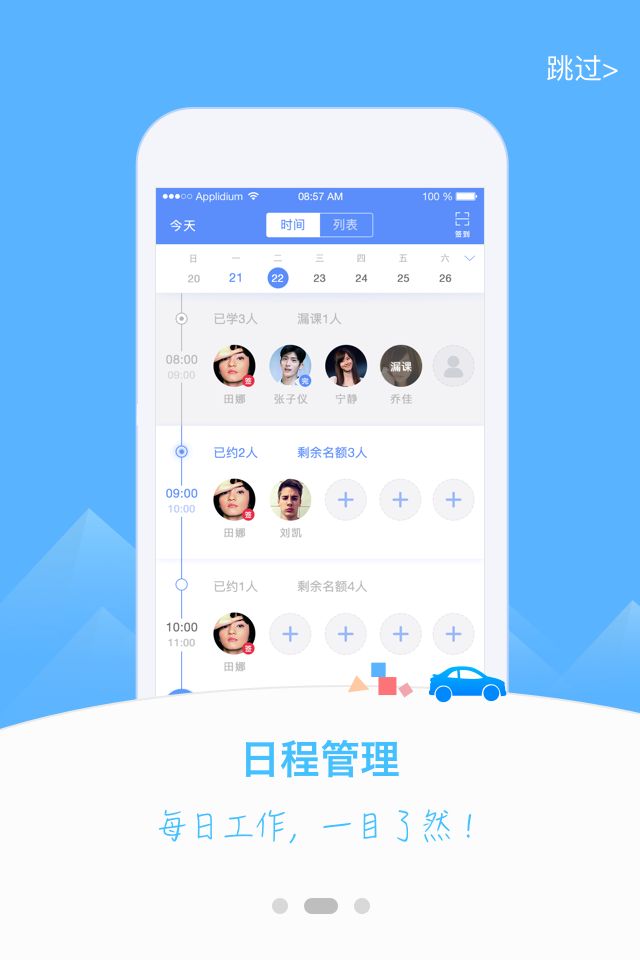 跳过>
Applidium 08:57 AM 100 %
今天 时间 列表 签到
日 一 二 三 四 五 六
20 21 22 23 24 25 26
已学3人 漏课1人
08:00
09:00
签 完 漏课
田娜 张子仪 宁静 乔佳
已约2人 剩余名额3人
09:00
10:00
签
田娜 刘凯
已约1人 剩余名额4人
10:00
11:00
签
田娜
日程管理
每日工作，一目了然！